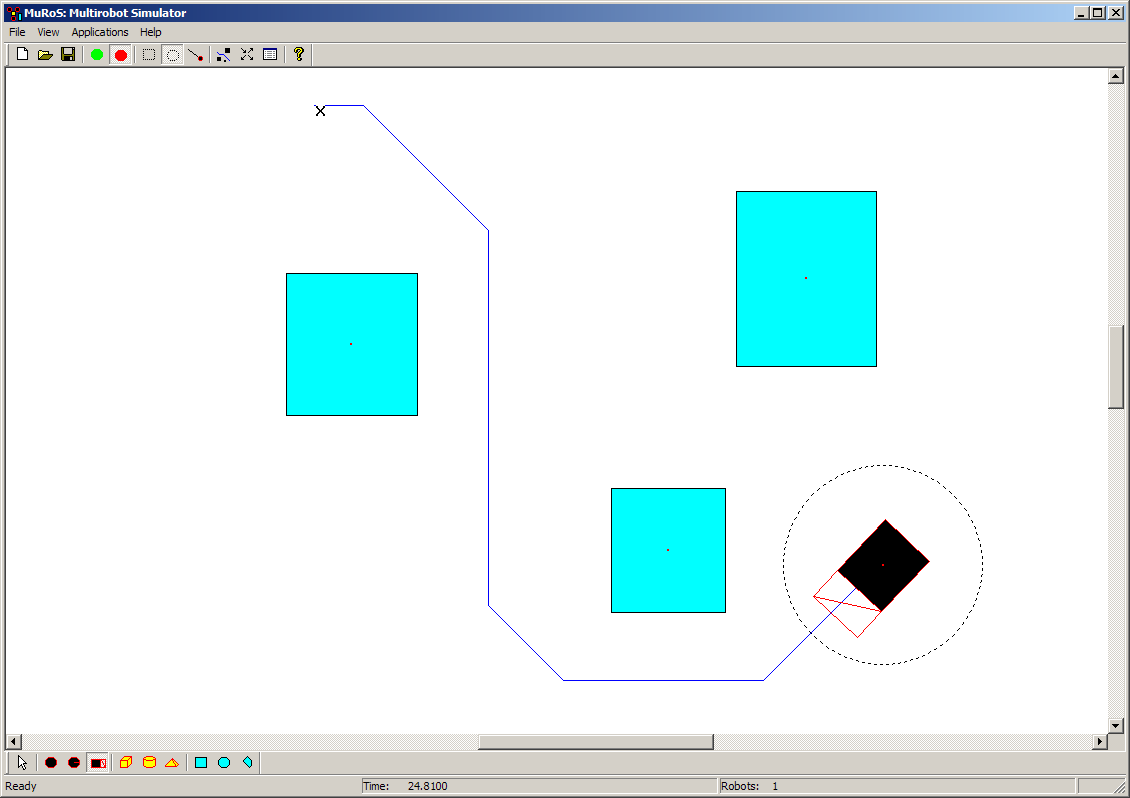 MuRoS: Multirobot Simulator
File View Applications Help
Ready Time: 24.8100 Robots: 1